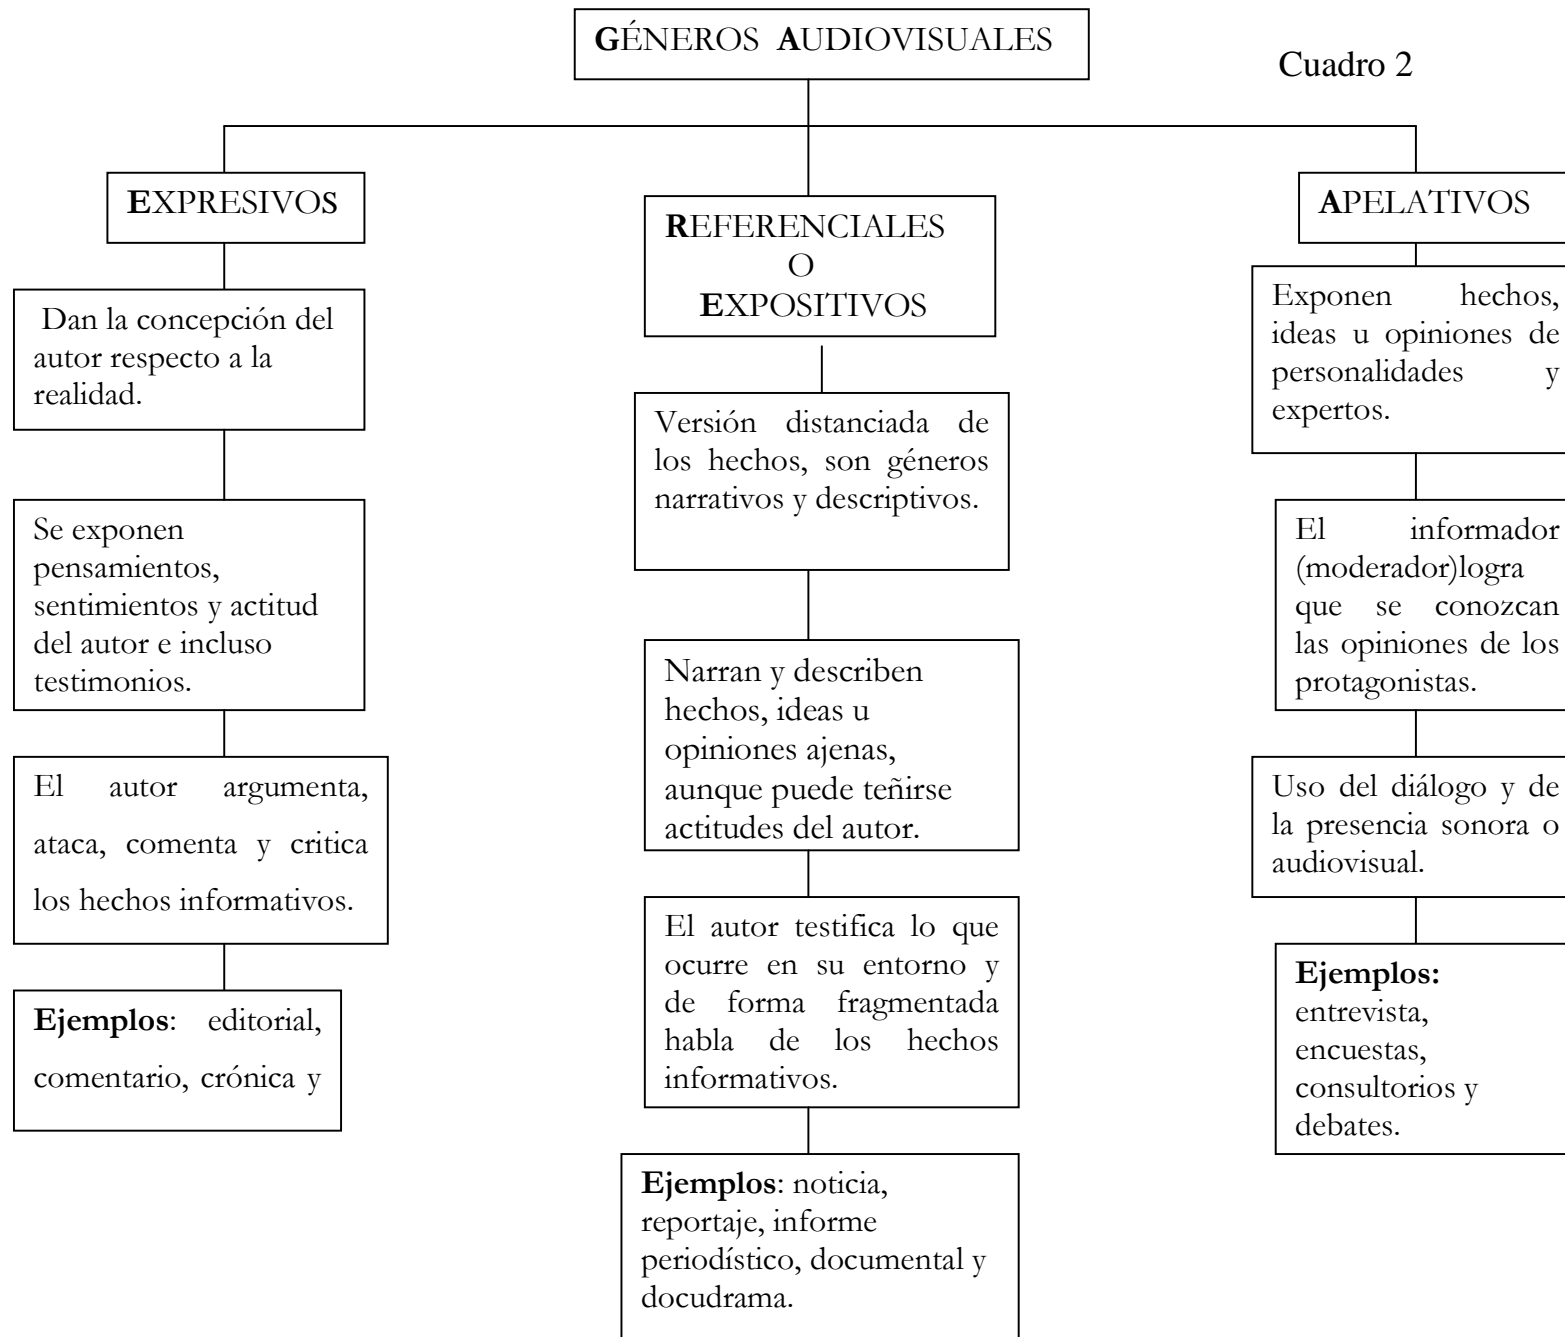 GÉNEROS AUDIOVISUALES
Cuadro 2
EXPRESIVOS
Dan la concepción del
autor respecto a la
realidad.
Se exponen
pensamientos,
sentimientos y actitud
del autor e incluso
testimonios.
El autor argumenta,
ataca, comenta y critica
los hechos informativos.
Ejemplos: editorial,
comentario, crónica y
REFERENCIALES
O
EXPOSITIVOS
Versión distanciada de
los hechos, son géneros
narrativos y descriptivos.
Narran y describen
hechos, ideas u
opiniones ajenas,
aunque puede teñirse
actitudes del autor.
El autor testifica lo que
ocurre en su entorno y
de forma fragmentada
habla de los hechos
informativos.
Ejemplos: noticia,
reportaje, informe
periodístico, documental y
docudrama.
APELATIVOS
Exponen hechos,
ideas u opiniones de
personalidades y
expertos.
El informador
(moderador)logra
que se conozcan
las opiniones de los
protagonistas.
Uso del diálogo y de
la presencia sonora o
audiovisual.
Ejemplos:
entrevista,
encuestas,
consultorios y
debates.